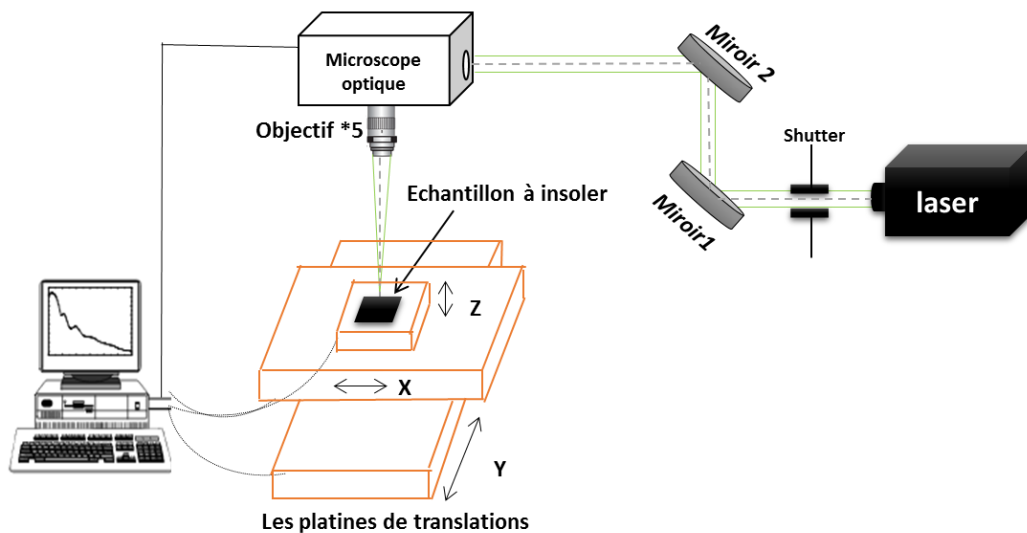 Microscope
optique
Miroir 2
Objectif *5
Shutter
Echantillon à insoler
Miroir1
laser
Z
X
Y
Les platines de translations